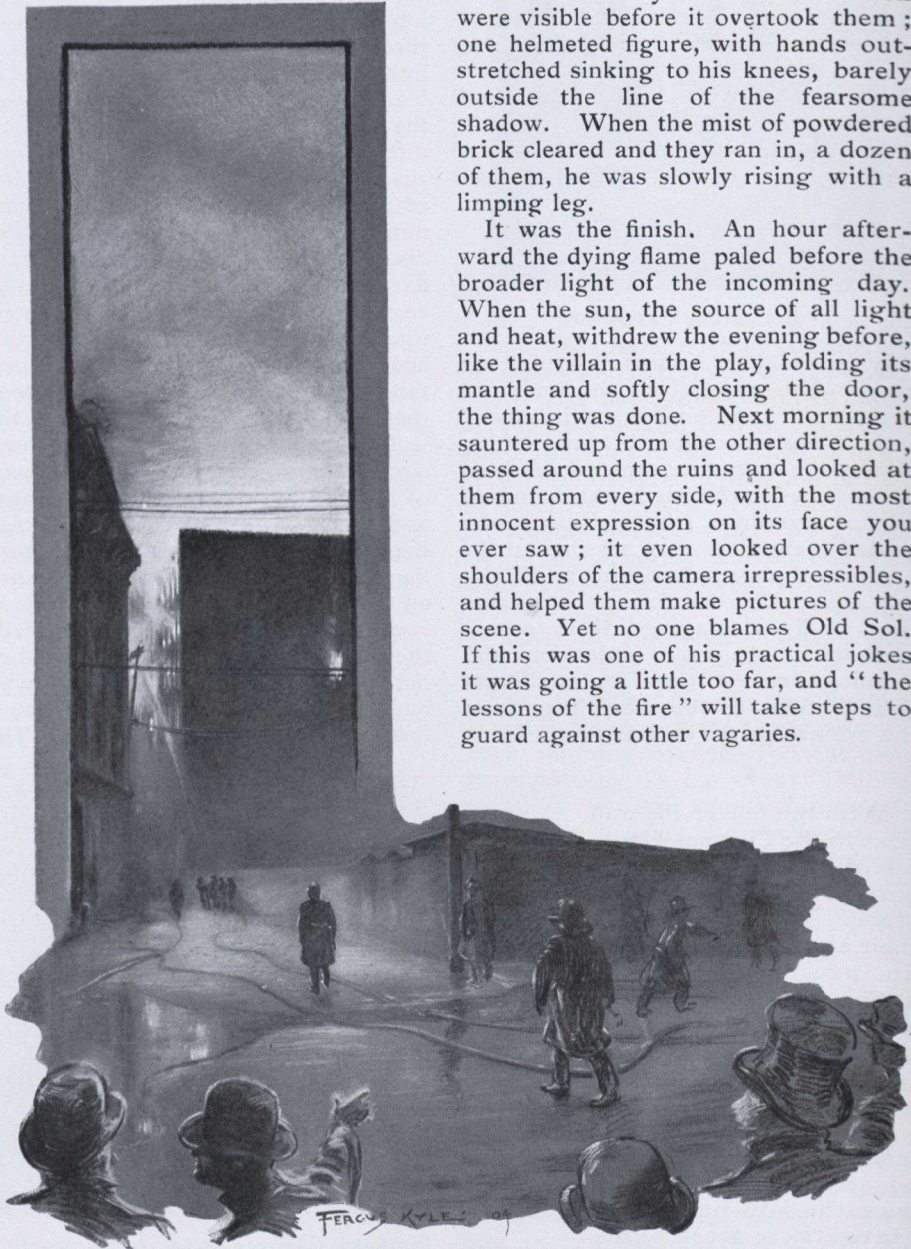 were visible before it overtook them ;
one helmeted figure, with hands out-
stretched sinking to his knees, barely
outside the line of the fearsome
shadow. When the mist of powdered
brick cleared and they ran in, a dozen
of them, he was slowly rising with a
limping leg.
It was the finish. An hour after-
ward the dying flame paled before the
broader light of the incoming day.
When the sun, the source of all light
and heat, withdrew the evening before,
like the villain in the play, folding its
mantle and softly closing the door,
the thing was done. Next morning it
sauntered up from the other direction,
passed around the ruins and looked at
them from every side, with the most
innocent expression on its face you
ever saw ; it even looked over the
shoulders of the camera irrepressibles,
and helped them make pictures of the
scene. Yet no one blames Old Sol.
If this was one of his practical jokes
it was going a little too far, and “ the
lessons of the fire ” will take steps to
guard against other vagaries.
FERGUS KYLE